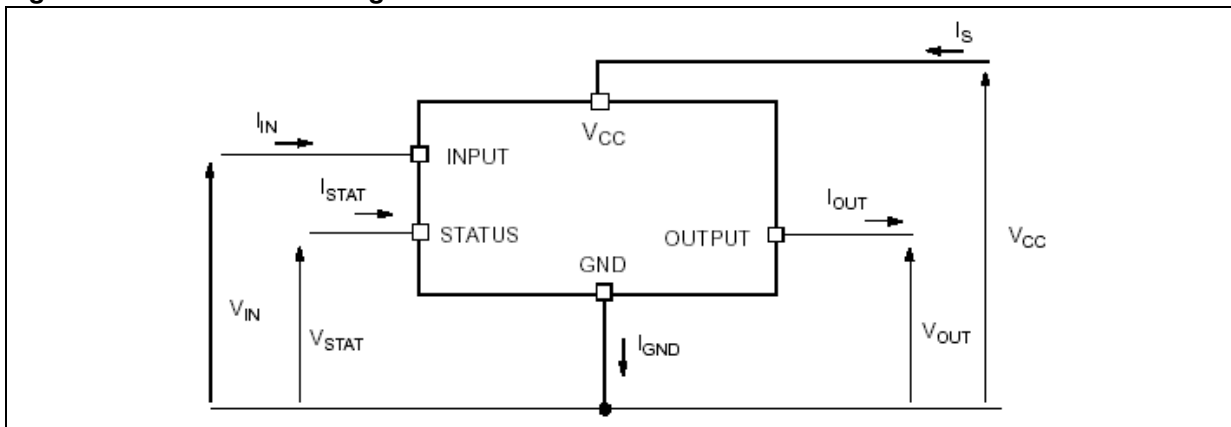 I_S
V_CC
I_IN
INPUT
I_STAT
STATUS
I_OUT
OUTPUT
GND
V_CC
V_IN
V_STAT
I_GND
V_OUT